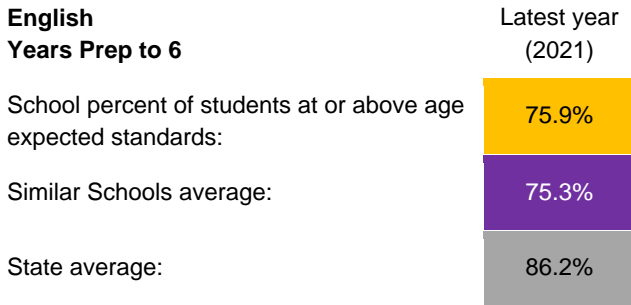 English
Years Prep to 6
Latest year
(2021)
School percent of students at or above age
expected standards:
75.9%
Similar Schools average:
75.3%
State average:
86.2%